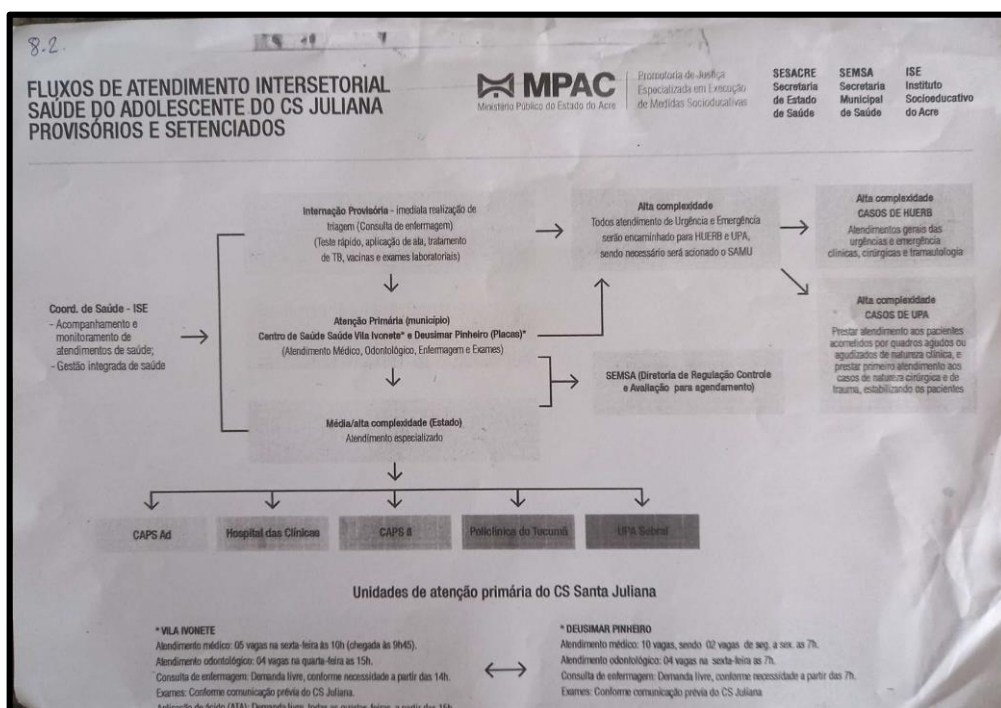 8.2.
FLUXOS DE ATENDIMENTO INTERSETORIAL
SAÚDE DO ADOLESCENTE DO CS JULIANA
PROVISÓRIOS E SETENCIADOS
MPAC
Ministério Público do Estado do Acre
Promotoria de Justiça
Especializada em Execução
de Medidas Socioeducativas
SESACRE
Secretaria
de Estado
de Saúde
SEMSA
Secretaria
Municipal
de Saúde
ISE
Instituto
Socioeducativo
do Acre
Coord. de Saúde - ISE
- Acompanhamento e
monitoramento de
atendimentos de saúde;
- Gestão integrada de saúde
Internação Provisória - imediata realização de
triagem (Consulta de enfermagem)
(Teste rápido, aplicação de ata, tratamento
de TB, vacinas e exames laboratoriais)
Atenção Primária (município)
Centro de Saúde Saúde Vila Ivonete* e Deusimar Pinheiro (Placas)*
(Atendimento Médico, Odontológico, Enfermagem e Exames)
Média/alta complexidade (Estado)
Atendimento especializado
Alta complexidade
Todos atendimento de Urgência e Emergência
serão encaminhado para HUERB e UPA,
sendo necessário será acionado o SAMU
SEMSA (Diretoria de Regulação Controle
e Avaliação para agendamento)
Alta complexidade
CASOS DE HUERB
Atendimentos gerais das
urgências e emergência
clínicas, cirúrgicas e
Alta complexidade
CASOS DE UPA
Prestar atendimento aos pacientes
acometidos por quadros agudos ou
agudizados de natureza clínica, e
prestar primeiro atendimento aos
casos de natureza cirúrgica e de
trauma, estabilizando os pacientes
CAPS Ad
Hospital das Clínicas
CAPS II
Policlínica do Tucumã
UPA Sobral
Unidades de atenção primária do CS Santa Juliana
* VILA IVONETE
Atendimento médico: 05 vagas na sexta-feira às 10h (chegada às 9h45).
Atendimento odontológico: 04 vagas na quarta-feira as 15h.
Consulta de enfermagem: Demanda livre, conforme necessidade a partir das 14h.
Exames: Conforme comunicação prévia do CS Juliana.
Aplicação de ácido (ATA): Demanda livre, todas as feiras, a partir das 15h
* DEUSIMAR PINHEIRO
Atendimento médico: 10 vagas, sendo 02 vagas de seg. a sex. as 7h.
Atendimento odontológico: 04 vagas na sexta-feira as 7h.
Consulta de enfermagem: Demanda livre, conforme necessidade a partir das 7h.
Exames: Conforme comunicação prévia do CS Juliana